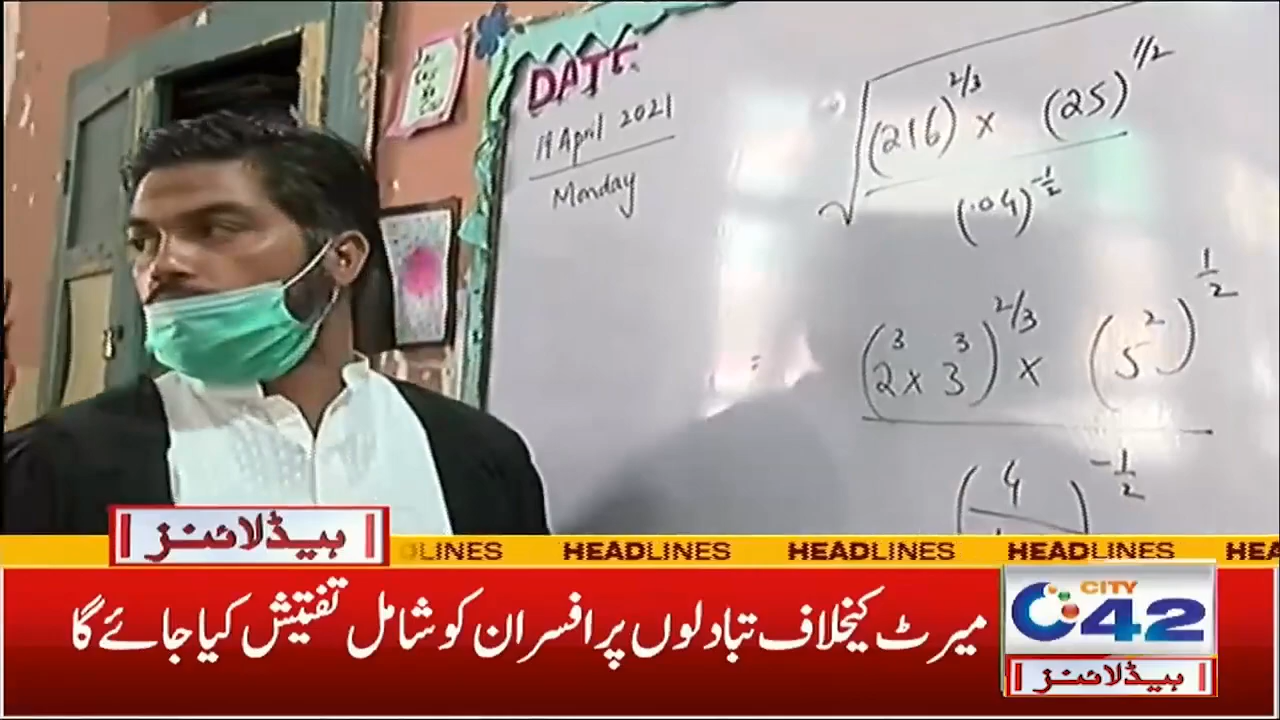 DATE
19 April 2021
Monday
√((216)^2/3 × (25)^1/2
(.04)^-1/2
(2^3 × 3^3)^2/3 × (5^2)^1/2
(4)^-1/2
ہیڈلائنز
LINES HEADLINES HEADLINES HEADLINES HEA
میرٹ کیخلاف تبادلوں پر افسران کو شامل تفتیش کیا جائے گا
CITY
42
ہیڈلائنز